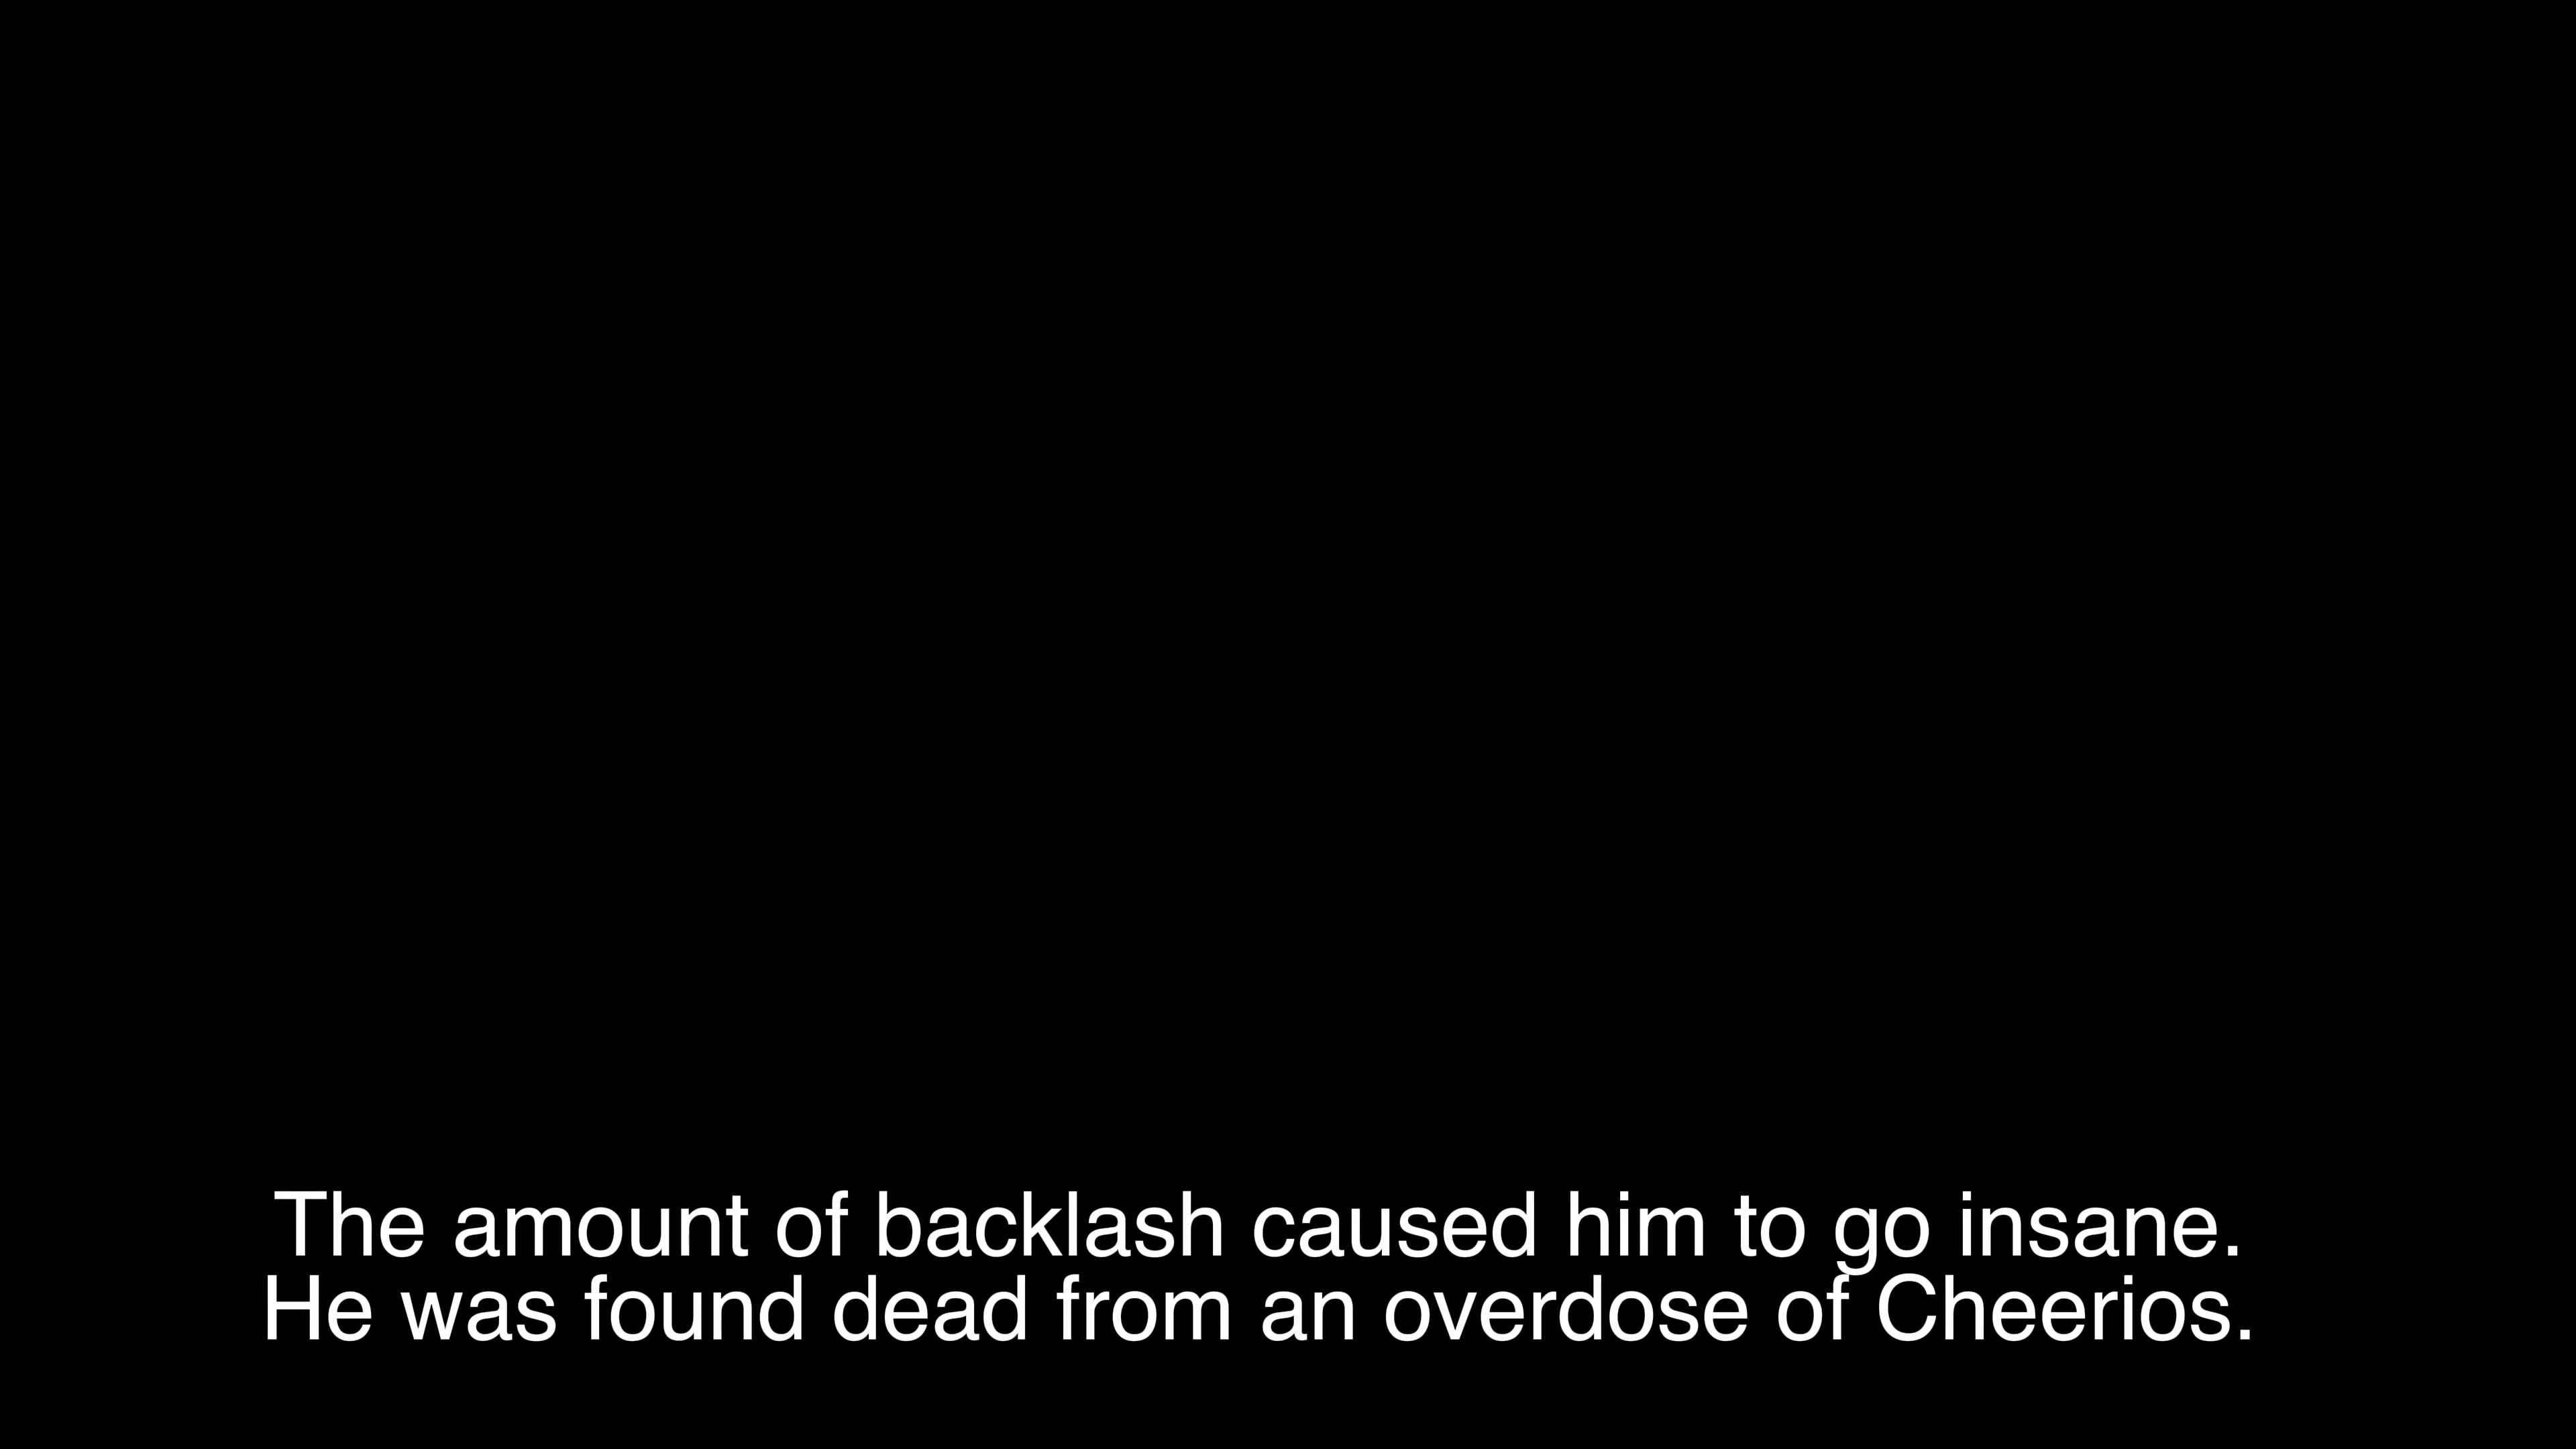 The amount of backlash caused him to go insane.
He was found dead from an overdose of Cheerios.